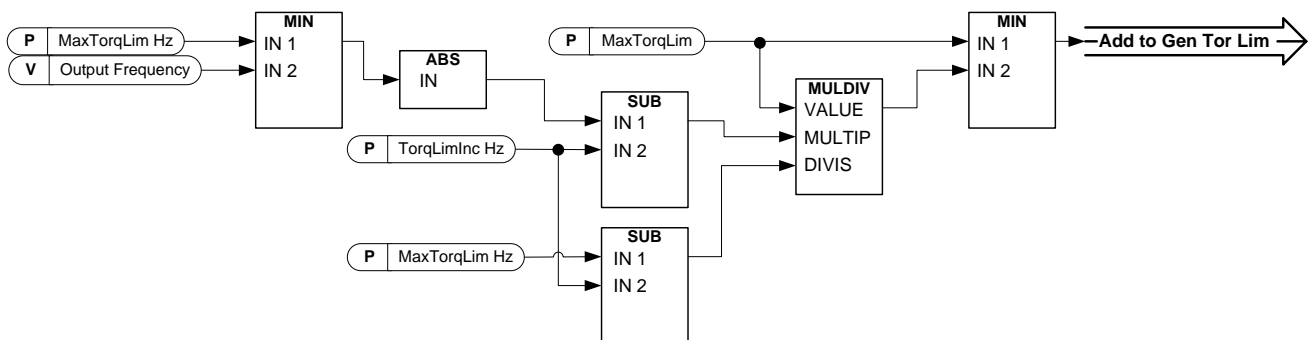 MIN
P MaxTorqLim Hz
IN 1
V Output Frequency
IN 2
ABS
IN
P TorqLimInc Hz
SUB
IN 1
IN 2
P MaxTorqLim Hz
SUB
IN 1
IN 2
P MaxTorqLim
MULDIV
VALUE
MULTIP
DIVIS
MIN
IN 1
IN 2
Add to Gen Tor Lim